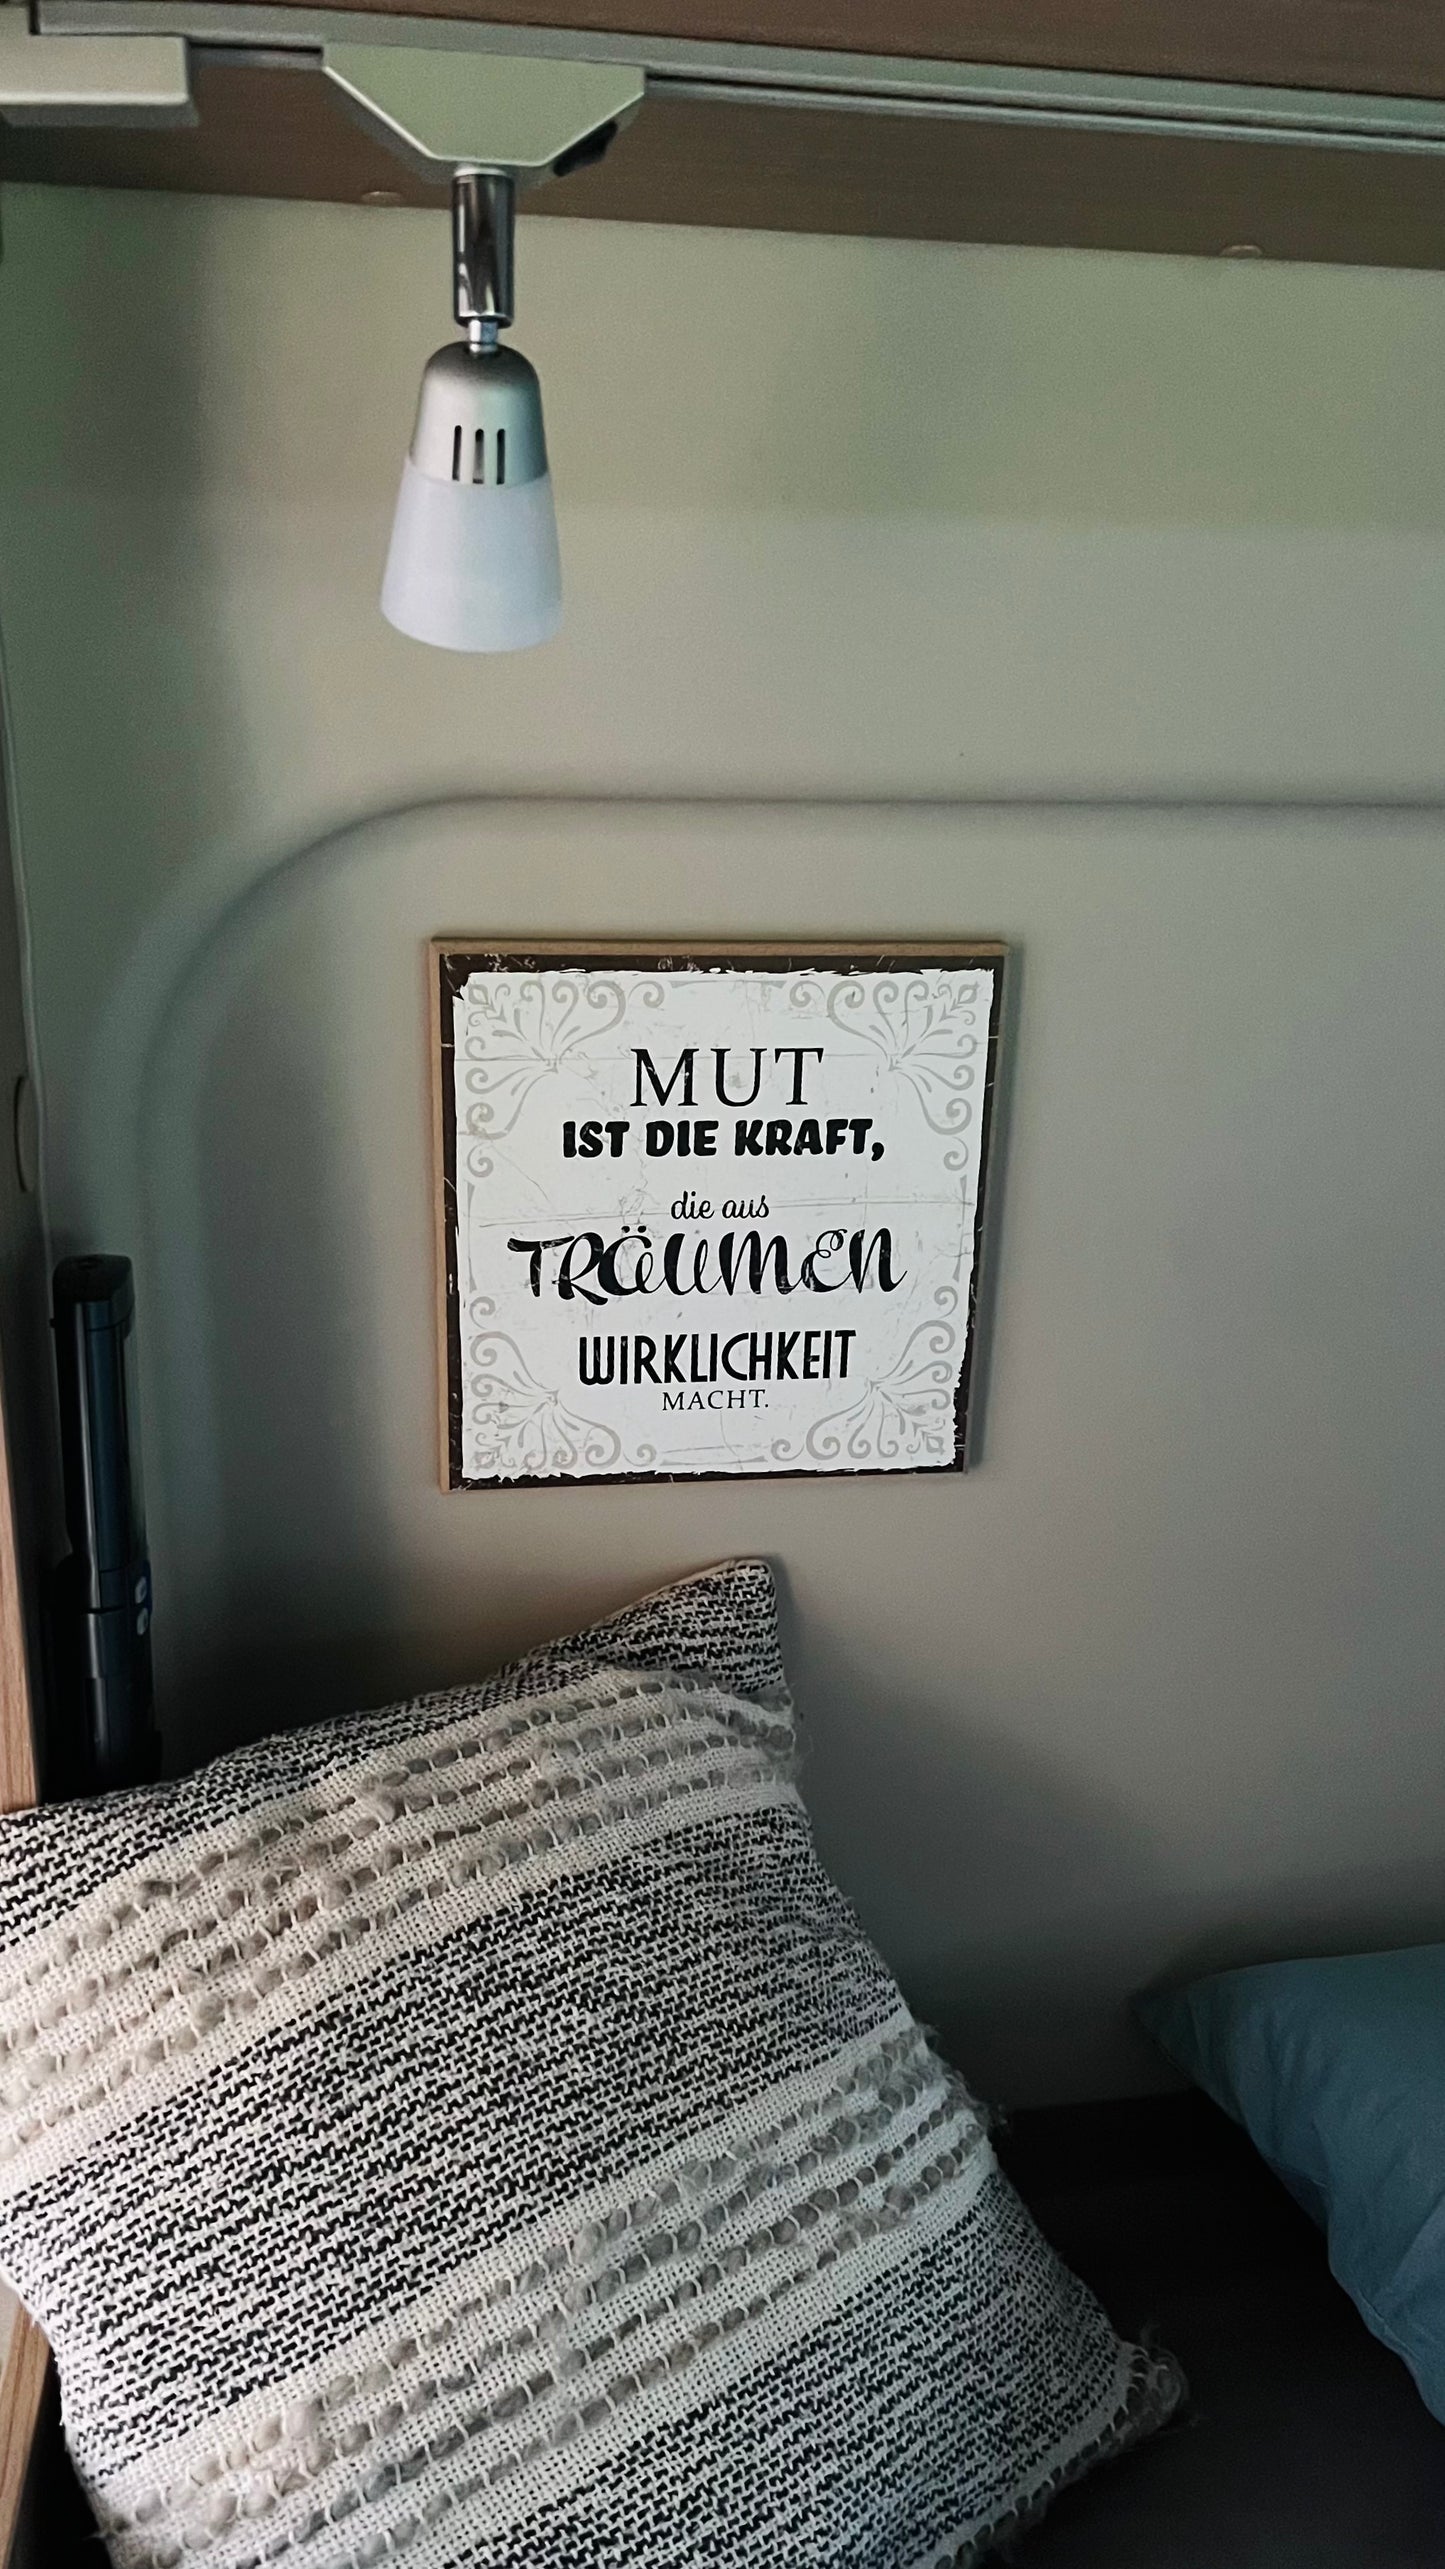 MUT
IST DIE KRAFT,
die aus
TRÄUMEN
WIRKLICHKEIT
MACHT.